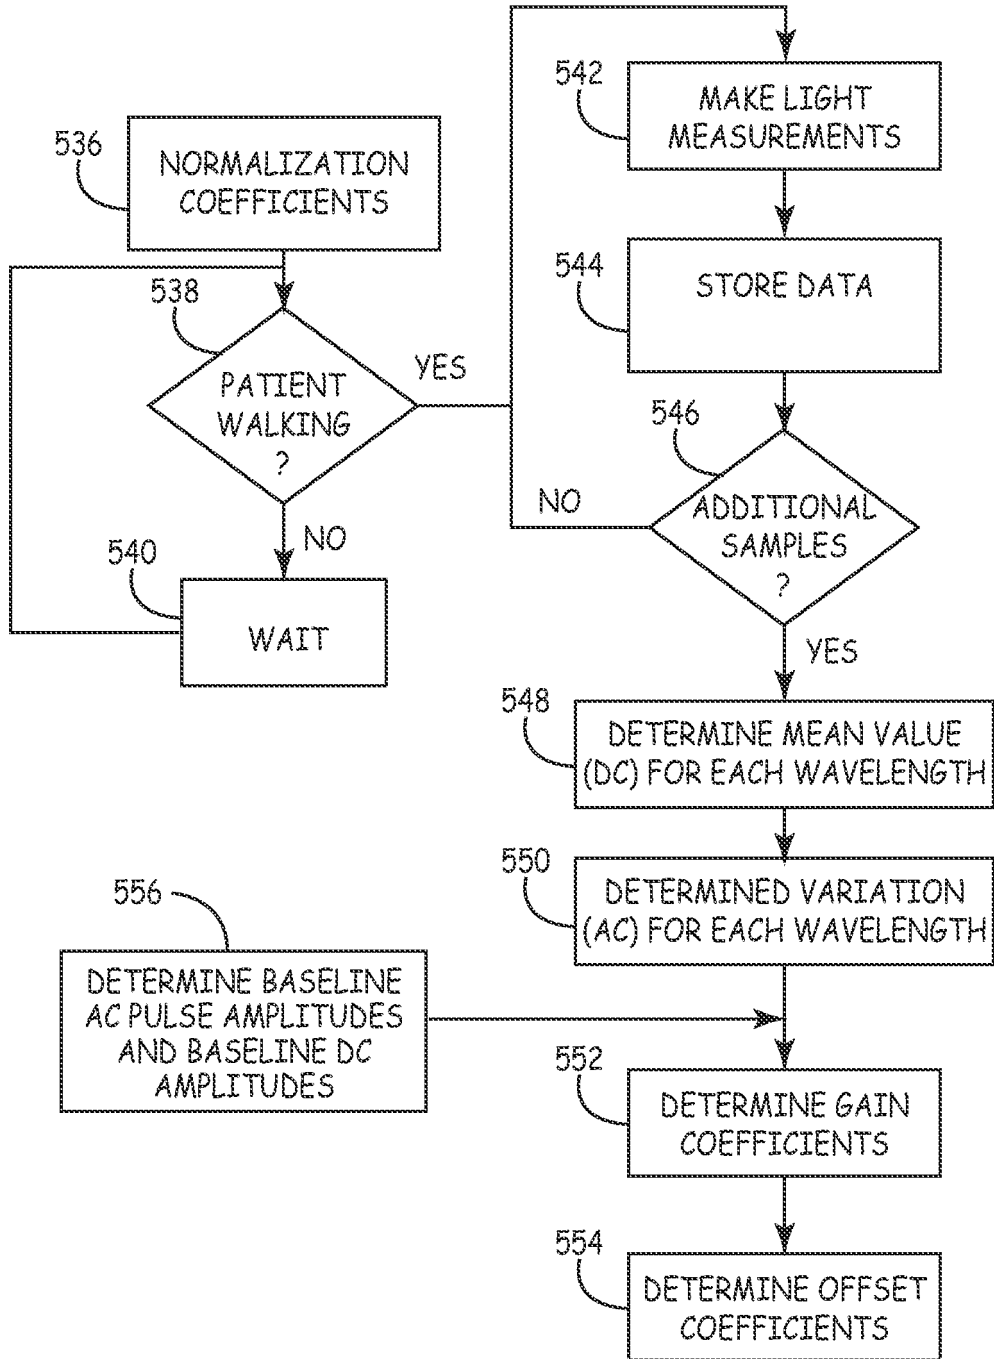 536
NORMALIZATION
COEFFICIENTS
538
PATIENT
WALKING
?
YES
NO
540
WAIT
542
MAKE LIGHT
MEASUREMENTS
544
STORE DATA
546
ADDITIONAL
SAMPLES
?
NO
YES
548
DETERMINE MEAN VALUE
(DC) FOR EACH WAVELENGTH
550
DETERMINED VARIATION
(AC) FOR EACH WAVELENGTH
556
DETERMINE BASELINE
AC PULSE AMPLITUDES
AND BASELINE DC
AMPLITUDES
552
DETERMINE GAIN
COEFFICIENTS
554
DETERMINE OFFSET
COEFFICIENTS